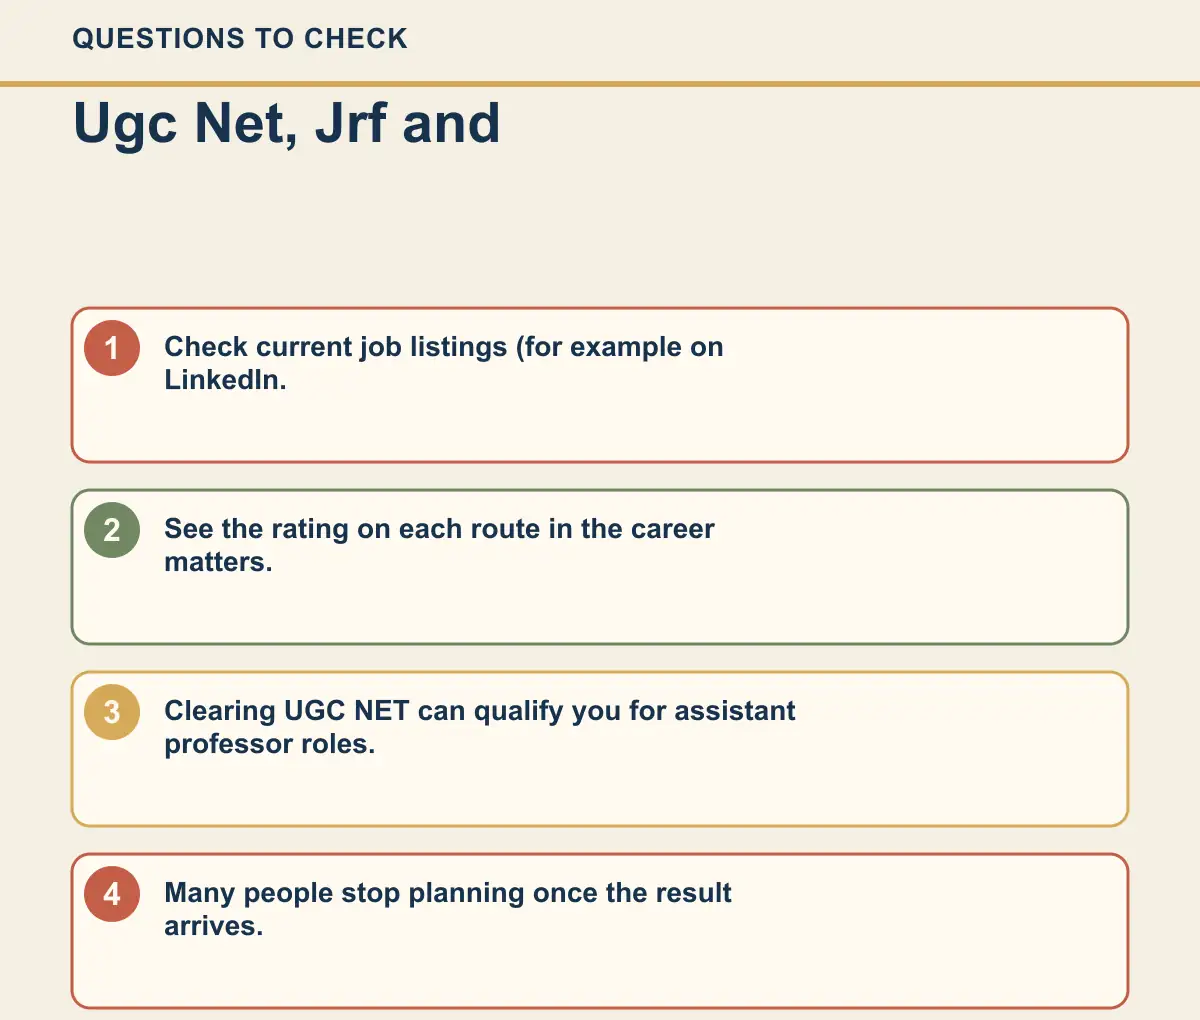 QUESTIONS TO CHECK
Ugc Net, Jrf and
1
Check current job listings (for example on
LinkedIn.
2
See the rating on each route in the career
matters.
3
Clearing UGC NET can qualify you for assistant
professor roles.
4
Many people stop planning once the result
arrives.